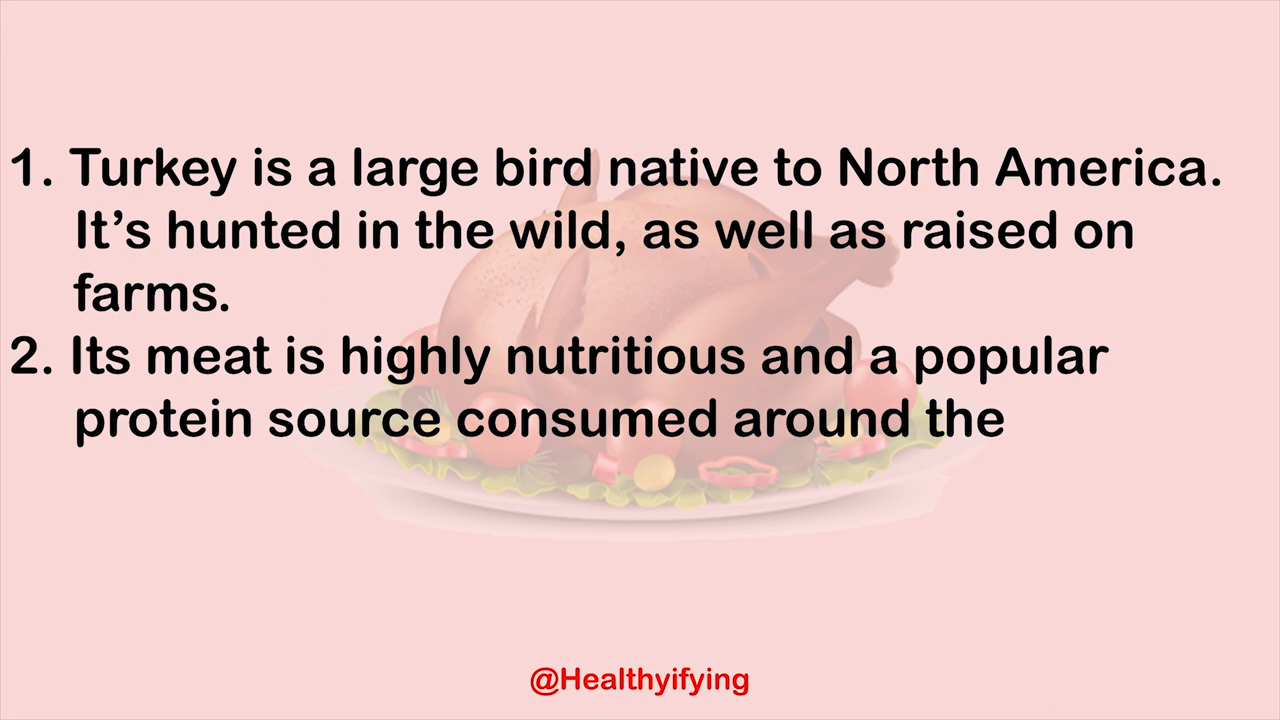 1. Turkey is a large bird native to North America.
It’s hunted in the wild, as well as raised on
farms.
2. Its meat is highly nutritious and a popular
protein source consumed around the
@Healthyifying